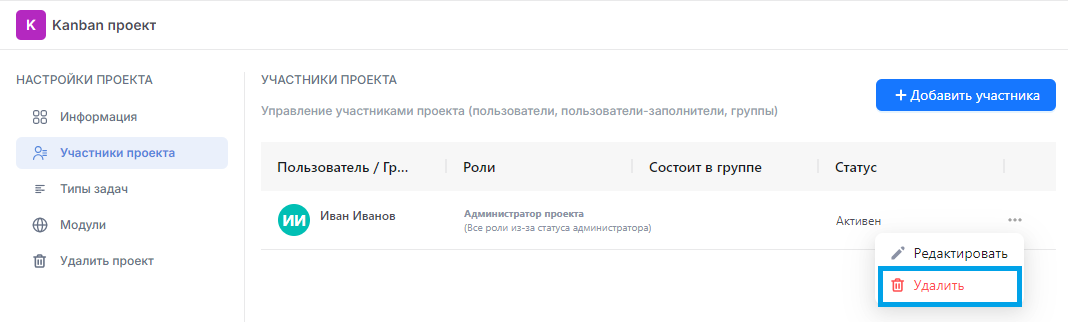 K Kanban проект
НАСТРОЙКИ ПРОЕКТА
Информация
Участники проекта
Типы задач
Модули
Удалить проект
УЧАСТНИКИ ПРОЕКТА
Управление участниками проекта (пользователи, пользователи-заполнители, группы)
+ Добавить участника
Пользователь / Гр... Роли Состоит в группе Статус
ИИ Иван Иванов Администратор проекта Активен
(Все роли из-за статуса администратора)
Редактировать
Удалить